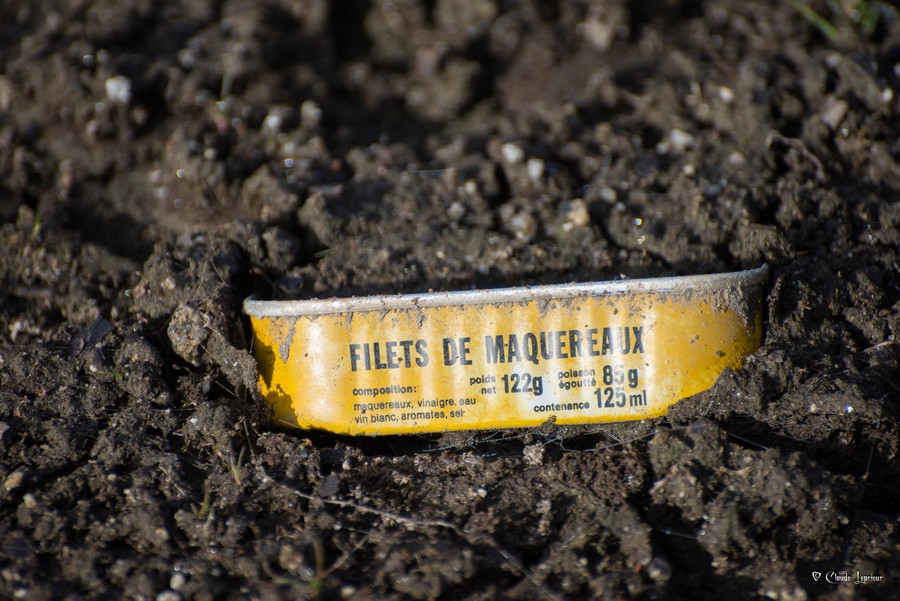 FILETS DE MAQUEREAUX
composition:
maquereaux, vinaigre, eau
vin blanc, aromates, sel
poids net 122g
poisson égoutté 85g
contenance 125ml
Claude Leprieur